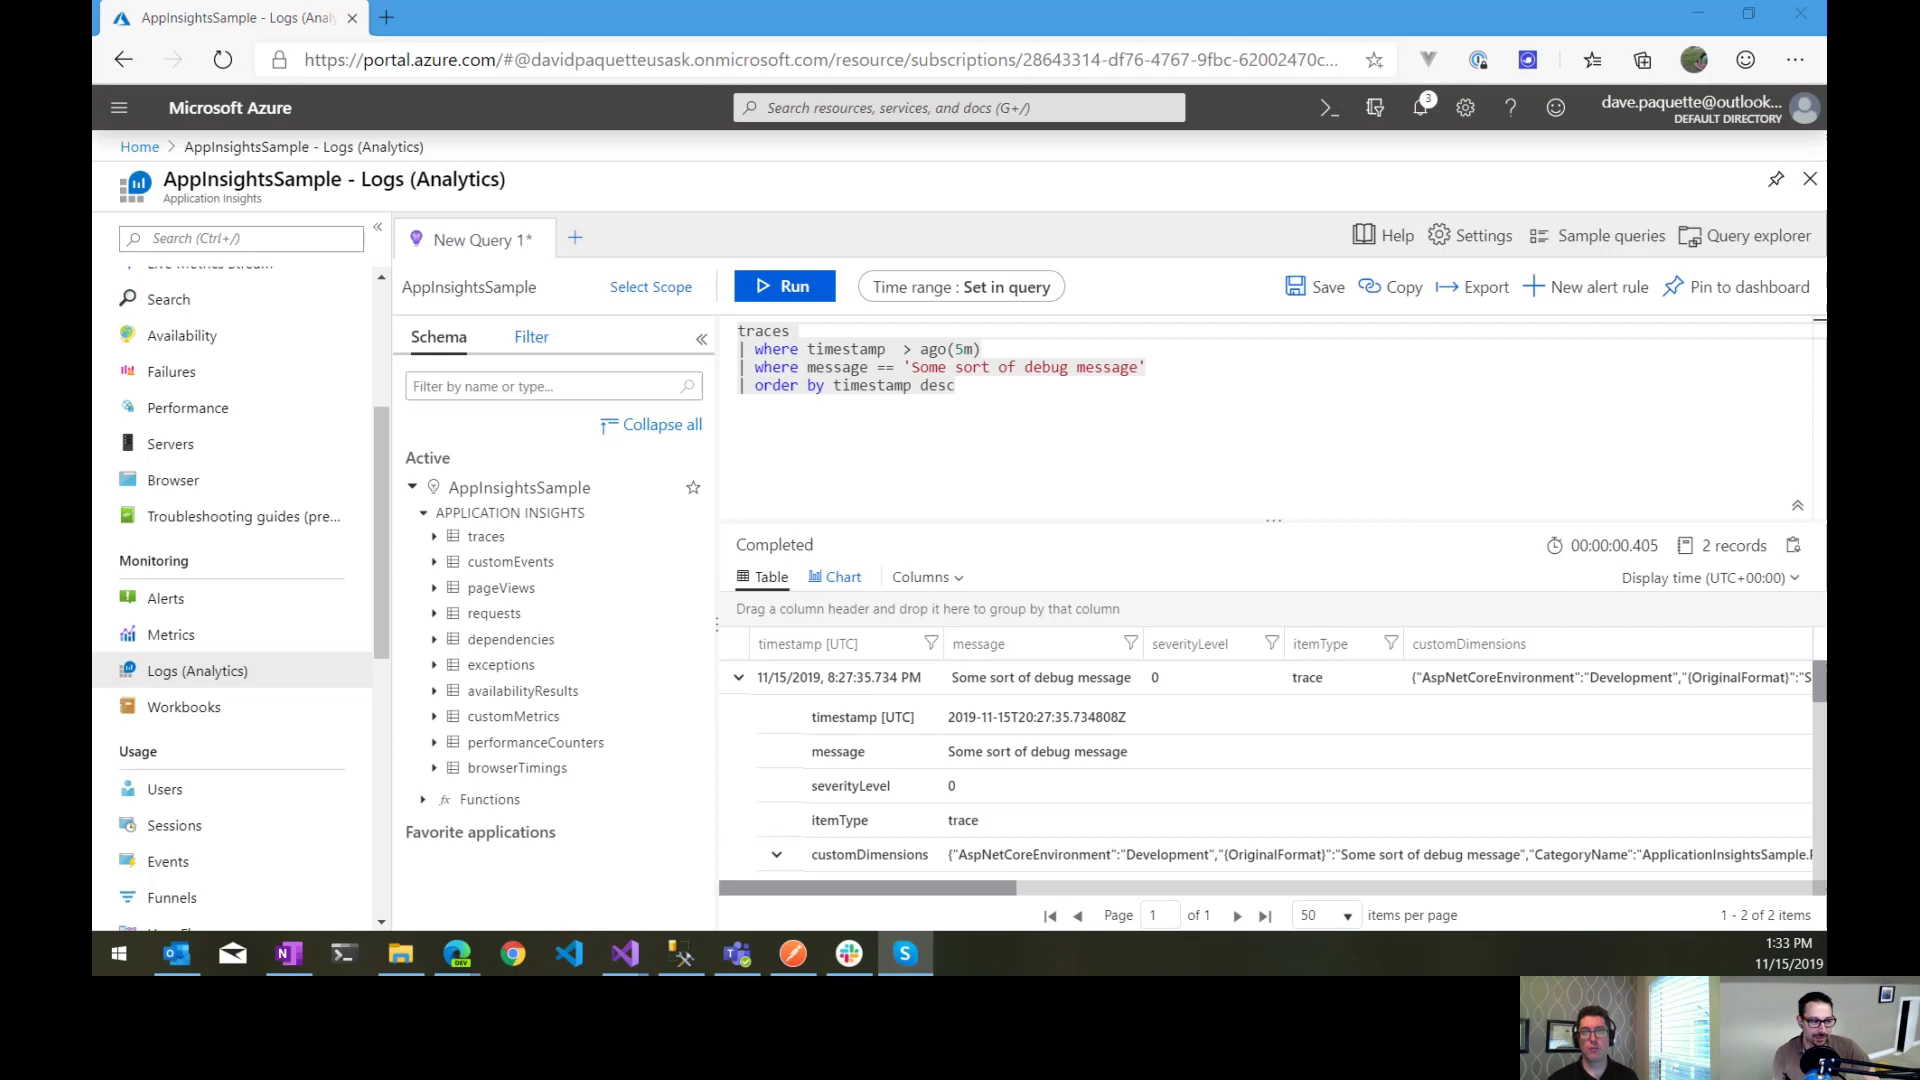 AppInsightsSample - Logs (Analy
https://portal.azure.com/#@davidpaquetteusask.onmicrosoft.com/resource/subscriptions/28643314-df76-4767-9fbc-62002470c...
Microsoft Azure
Search resources, services, and docs (G+/)
3
dave.paquette@outlook...
DEFAULT DIRECTORY
Home > AppInsightsSample - Logs (Analytics)
AppInsightsSample - Logs (Analytics)
Application Insights
Search (Ctrl+/)
Live Metrics Stream
Search
Availability
Failures
Performance
Servers
Browser
Troubleshooting guides (pre...
Monitoring
Alerts
Metrics
Logs (Analytics)
Workbooks
Usage
Users
Sessions
Events
Funnels
New Query 1*
Help
Settings
Sample queries
Query explorer
AppInsightsSample
Select Scope
Run
Time range : Set in query
Save
Copy
Export
New alert rule
Pin to dashboard
Schema
Filter
Filter by name or type...
Collapse all
Active
AppInsightsSample
APPLICATION INSIGHTS
traces
customEvents
pageViews
requests
dependencies
exceptions
availabilityResults
customMetrics
performanceCounters
browserTimings
fx Functions
Favorite applications
traces
| where timestamp  > ago(5m)
| where message == 'Some sort of debug message'
| order by timestamp desc
Completed
00:00:00.405
2 records
Table
Chart
Columns
Display time (UTC+00:00)
Drag a column header and drop it here to group by that column
timestamp [UTC] message severityLevel itemType customDimensions
11/15/2019, 8:27:35.734 PM Some sort of debug message 0 trace {"AspNetCoreEnvironment":"Development","{OriginalFormat}":"S
timestamp [UTC] 2019-11-15T20:27:35.734808Z
message Some sort of debug message
severityLevel 0
itemType trace
customDimensions {"AspNetCoreEnvironment":"Development","{OriginalFormat}":"Some sort of debug message","CategoryName":"ApplicationInsightsSample.F
Page 1 of 1
50 items per page
1 - 2 of 2 items
1:33 PM
11/15/2019